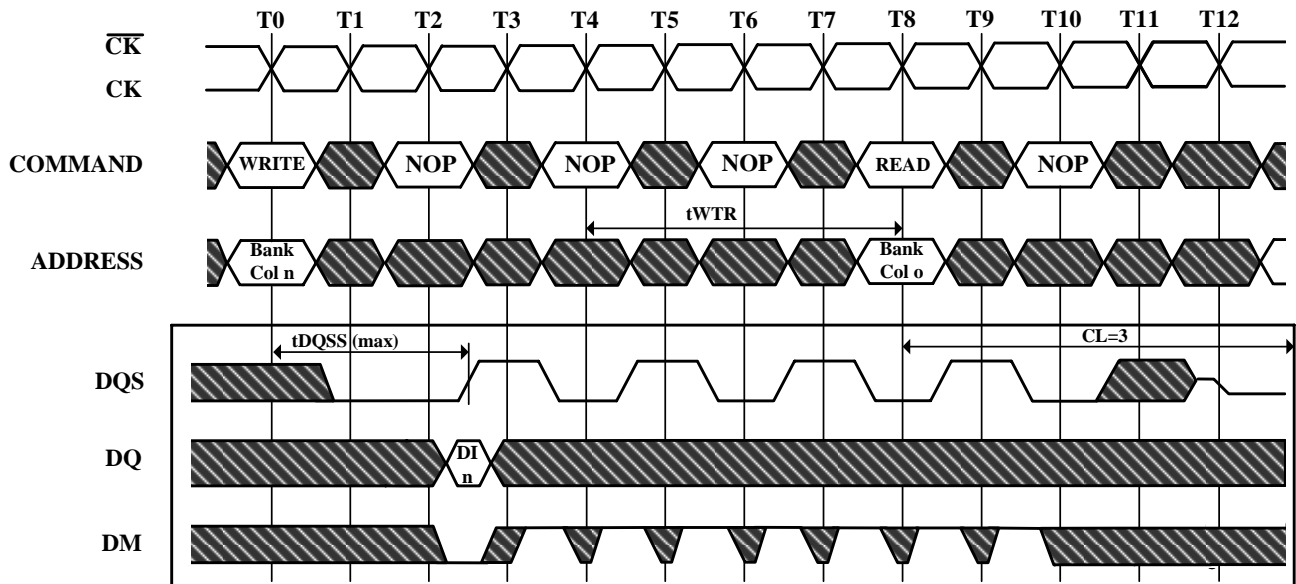 T0 T1 T2 T3 T4 T5 T6 T7 T8 T9 T10 T11 T12
CK
CK
COMMAND WRITE NOP NOP NOP READ NOP
tWTR
ADDRESS Bank Col n Bank Col o
tDQSS (max) CL=3
DQS
DQ DI n
DM